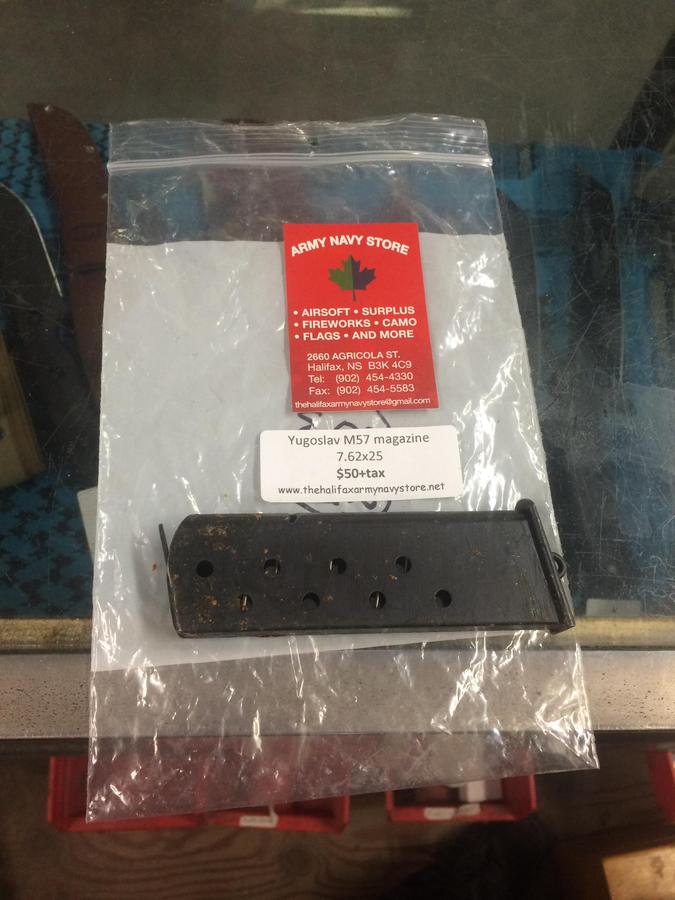 ARMY NAVY STORE
• AIRSOFT • SURPLUS
• FIREWORKS • CAMO
• FLAGS • AND MORE
2660 AGRICOLA ST.
Halifax, NS B3K 4C9
Tel: (902) 454-4330
Fax: (902) 454-5583
thehalifaxarmynavystore@gmail.com
Yugoslav M57 magazine
7.62x25
$50+tax
www.thehalifaxarmynavystore.net